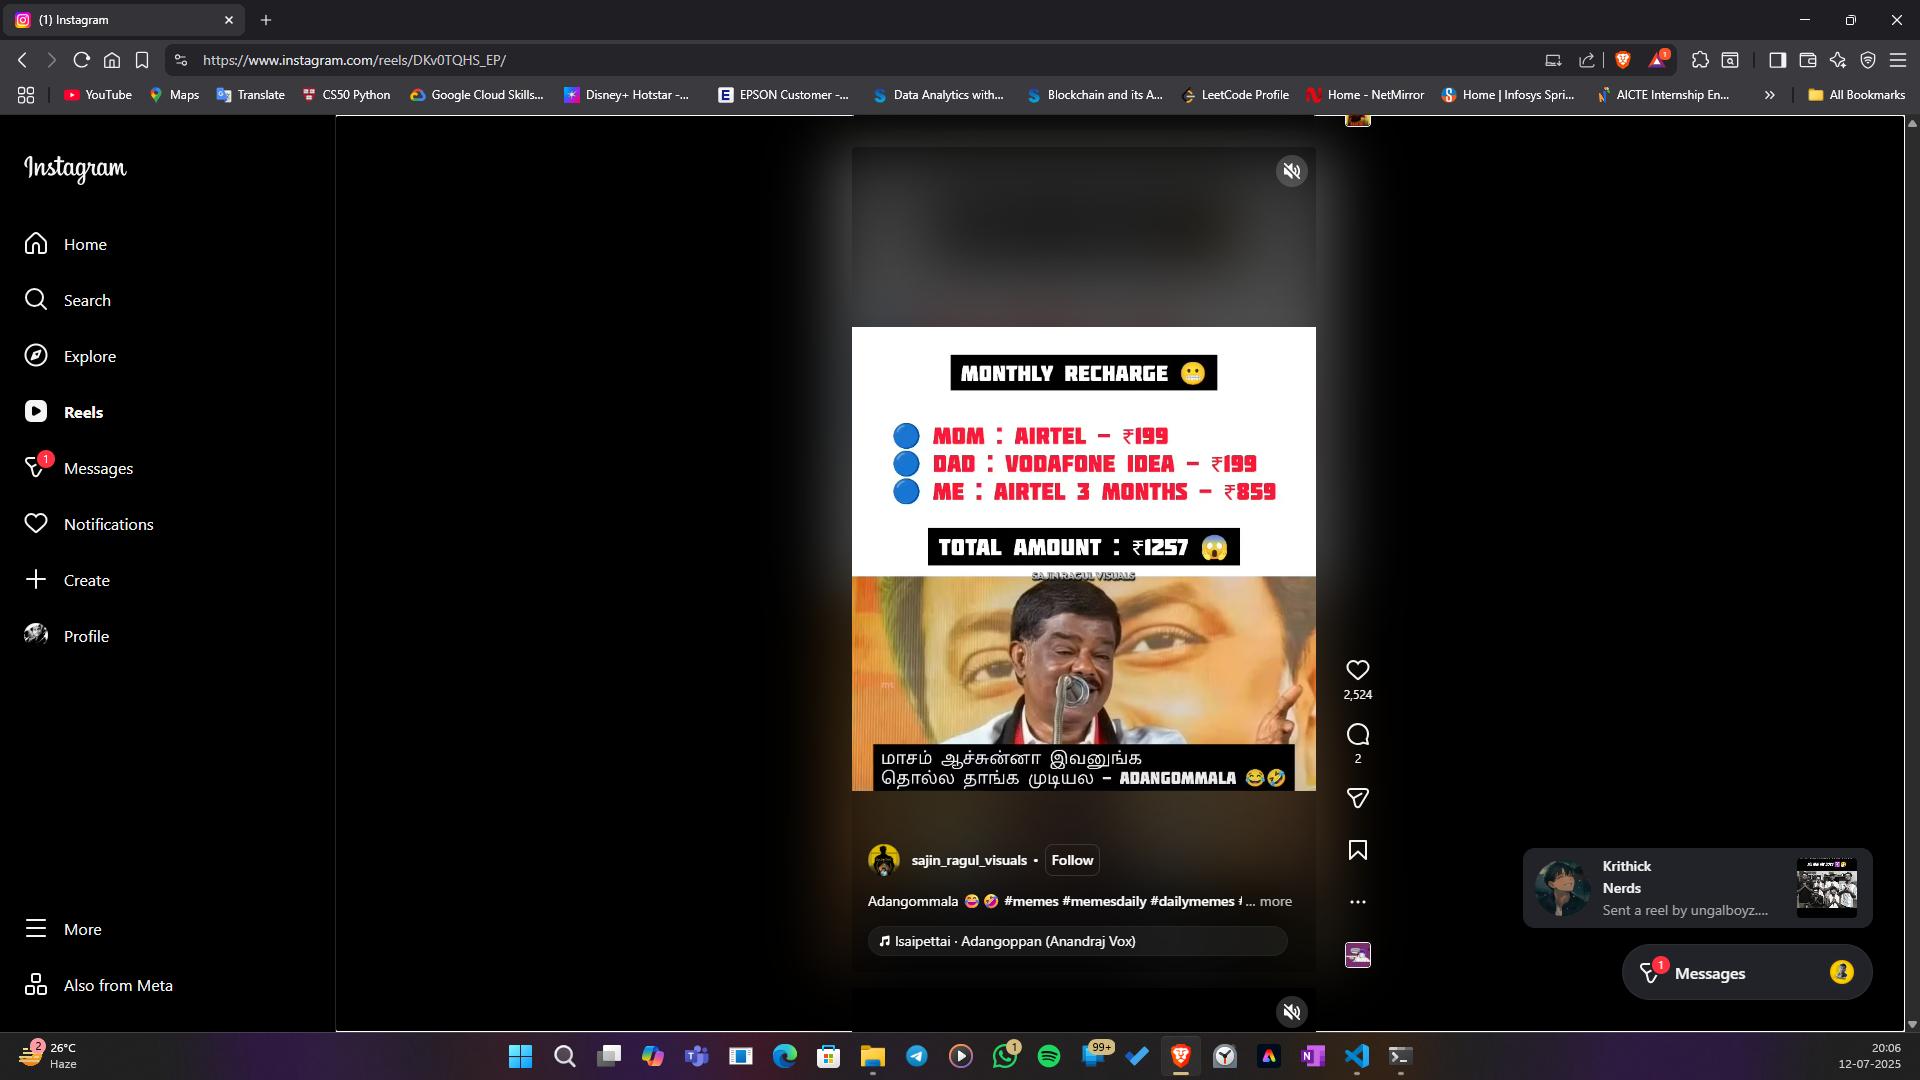 (1) Instagram
https://www.instagram.com/reels/DKv0TQHS_EP/
1
YouTube
Maps
Translate
CS50 Python
Google Cloud Skills...
Disney+ Hotstar -...
EPSON Customer -...
Data Analytics with...
Blockchain and its A...
LeetCode Profile
Home - NetMirror
Home | Infosys Spri...
AICTE Internship En...
All Bookmarks
Instagram
Home
Search
Explore
Reels
1
Messages
Notifications
Create
Profile
More
Also from Meta
MONTHLY RECHARGE 😬
🔵 MOM : AIRTEL – ₹199
🔵 DAD : VODAFONE IDEA – ₹199
🔵 ME : AIRTEL 3 MONTHS – ₹859
TOTAL AMOUNT : ₹1257 😱
SAJIN RAGUL VISUALS
mt
மாசம் ஆச்சுன்னா இவனுங்க
தொல்ல தாங்க முடியல – ADANGOMMALA 😂🤣
2,524
2
sajin_ragul_visuals • Follow
Adangommala 😂 🤣 #memes #memesdaily #dailymemes #... more
Isaipettai · Adangoppan (Anandraj Vox)
Krithick
Nerds
Sent a reel by ungalboyz....
1
Messages
2
26°C
Haze
1
99+
20:06
12-07-2025